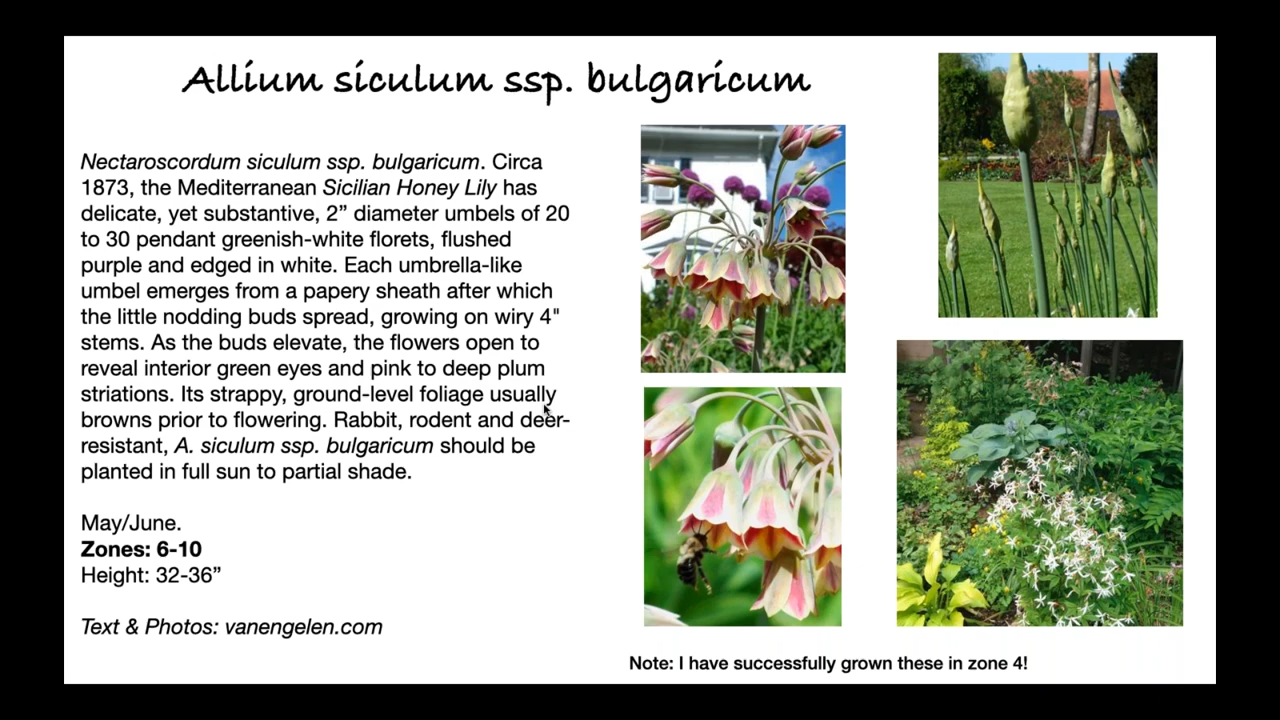 Allium siculum ssp. bulgaricum
Nectaroscordum siculum ssp. bulgaricum. Circa
1873, the Mediterranean Sicilian Honey Lily has
delicate, yet substantive, 2” diameter umbels of 20
to 30 pendant greenish-white florets, flushed
purple and edged in white. Each umbrella-like
umbel emerges from a papery sheath after which
the little nodding buds spread, growing on wiry 4"
stems. As the buds elevate, the flowers open to
reveal interior green eyes and pink to deep plum
striations. Its strappy, ground-level foliage usually
browns prior to flowering. Rabbit, rodent and deer-
resistant, A. siculum ssp. bulgaricum should be
planted in full sun to partial shade.
May/June.
Zones: 6-10
Height: 32-36”
Text & Photos: vanengelen.com
Note: I have successfully grown these in zone 4!